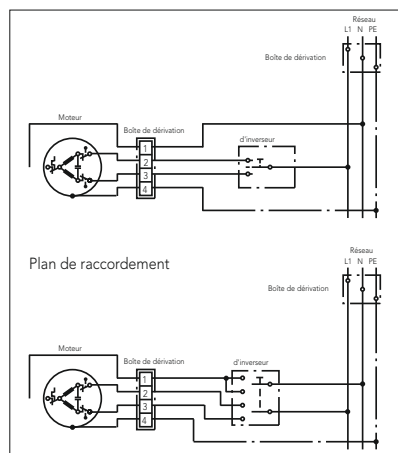 Réseau
L1 N PE
Boîte de dérivation
Moteur
Boîte de dérivation
d'inverseur
1
2
3
4
Plan de raccordement
Réseau
L1 N PE
Boîte de dérivation
Moteur
Boîte de dérivation
d'inverseur
1
2
3
4